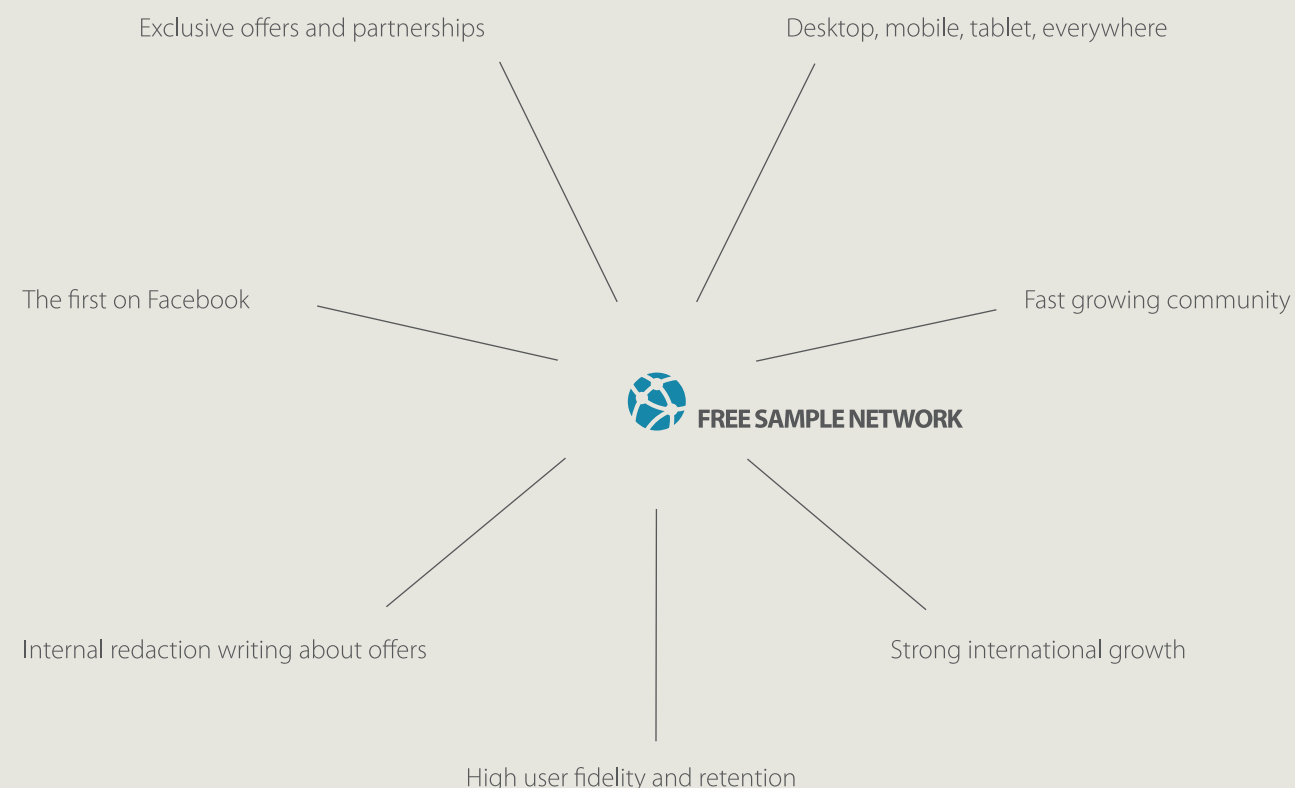 Exclusive offers and partnerships
Desktop, mobile, tablet, everywhere
The first on Facebook
Fast growing community
FREE SAMPLE NETWORK
Internal redaction writing about offers
Strong international growth
High user fidelity and retention